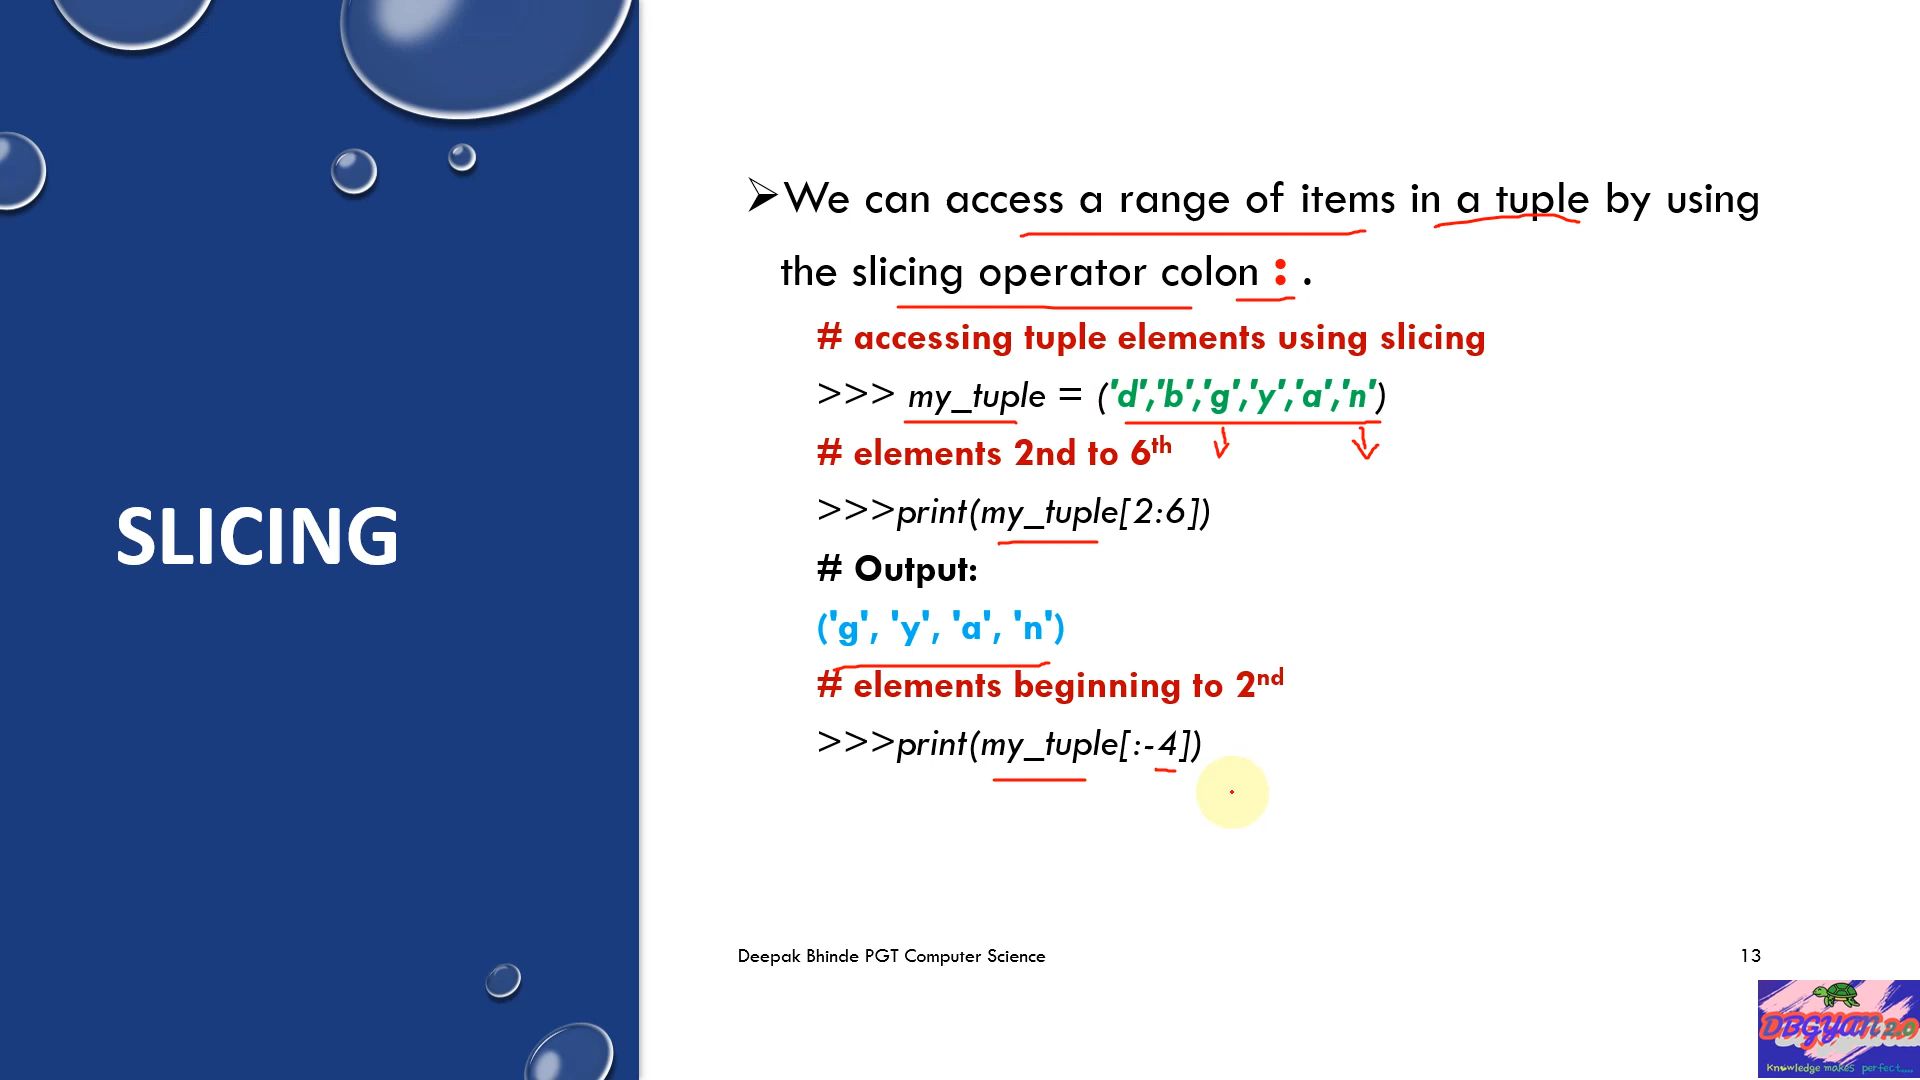 SLICING
➢We can access a range of items in a tuple by using
the slicing operator colon : .
# accessing tuple elements using slicing
>>> my_tuple = ('d','b','g','y','a','n')
# elements 2nd to 6th
>>>print(my_tuple[2:6])
# Output:
('g', 'y', 'a', 'n')
# elements beginning to 2nd
>>>print(my_tuple[:-4])
Deepak Bhinde PGT Computer Science
13
DBGYAN 2.0
Knowledge makes perfect....